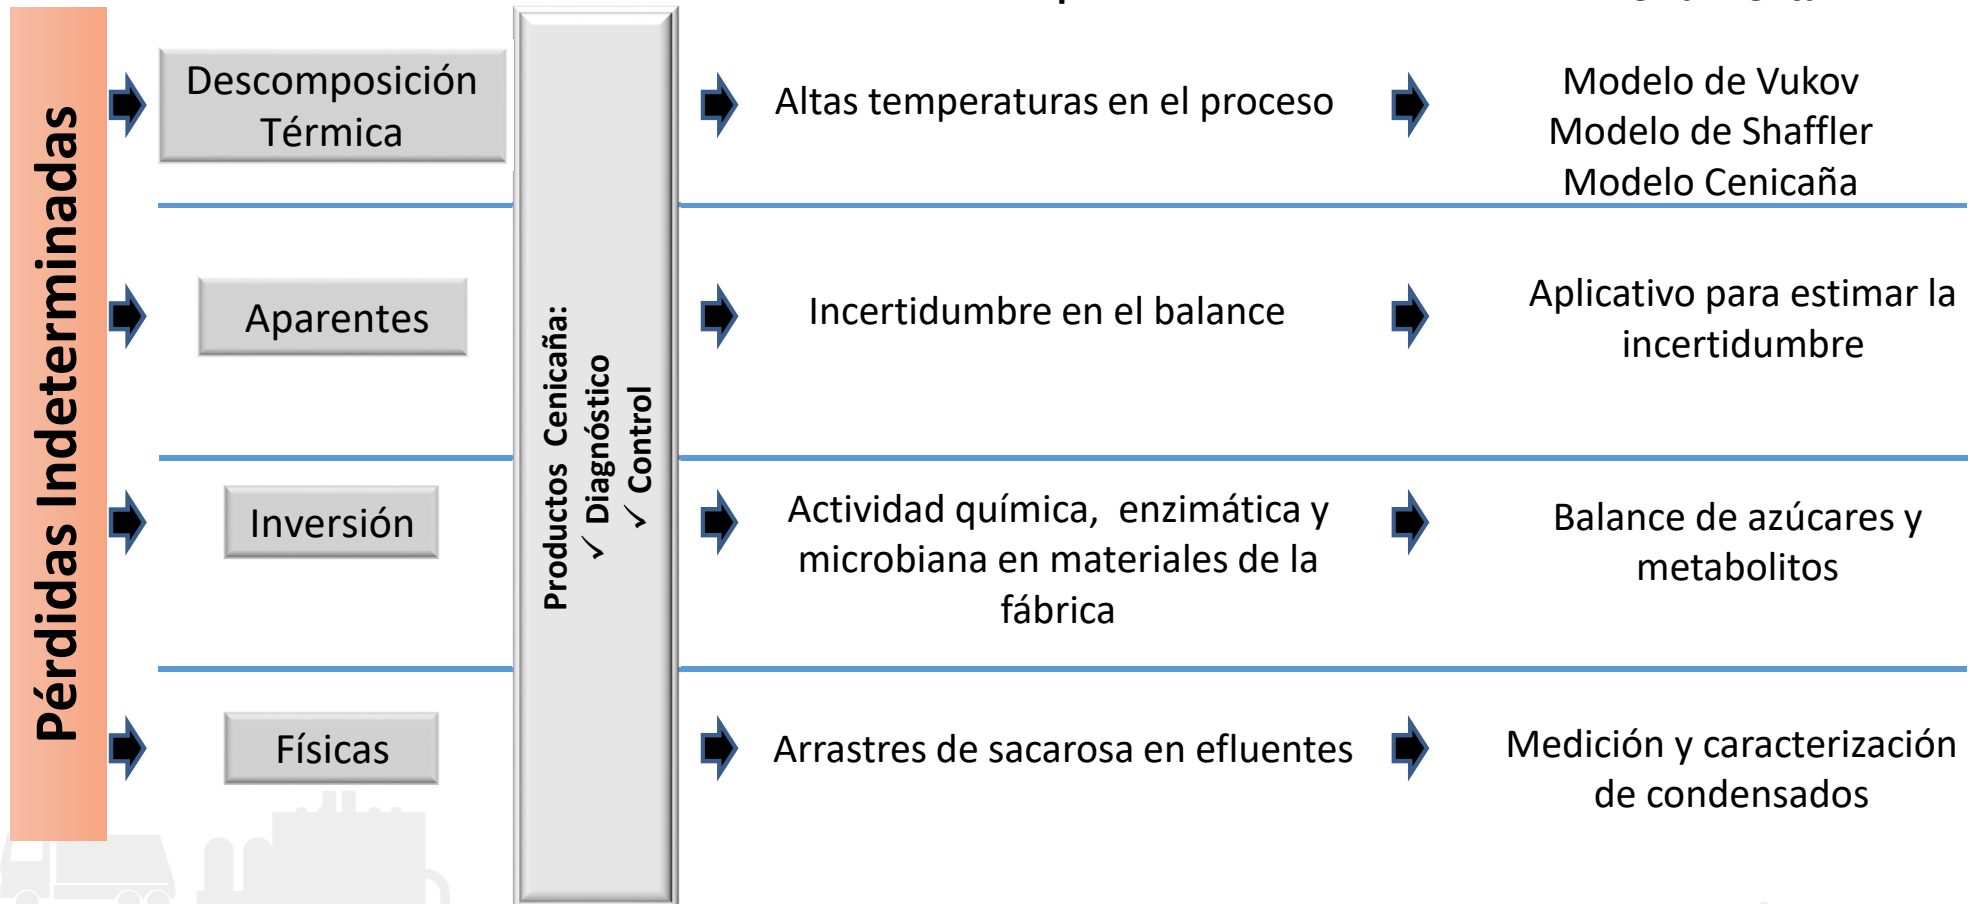 Pérdidas Indeterminadas
Descomposición
Térmica
Altas temperaturas en el proceso
Modelo de Vukov
Modelo de Shaffler
Modelo Cenicaña
Aparentes
Incertidumbre en el balance
Aplicativo para estimar la
incertidumbre
Productos Cenicaña:
✓ Diagnóstico
✓ Control
Inversión
Actividad química, enzimática y
microbiana en materiales de la
fábrica
Balance de azúcares y
metabolitos
Físicas
Arrastres de sacarosa en efluentes
Medición y caracterización
de condensados